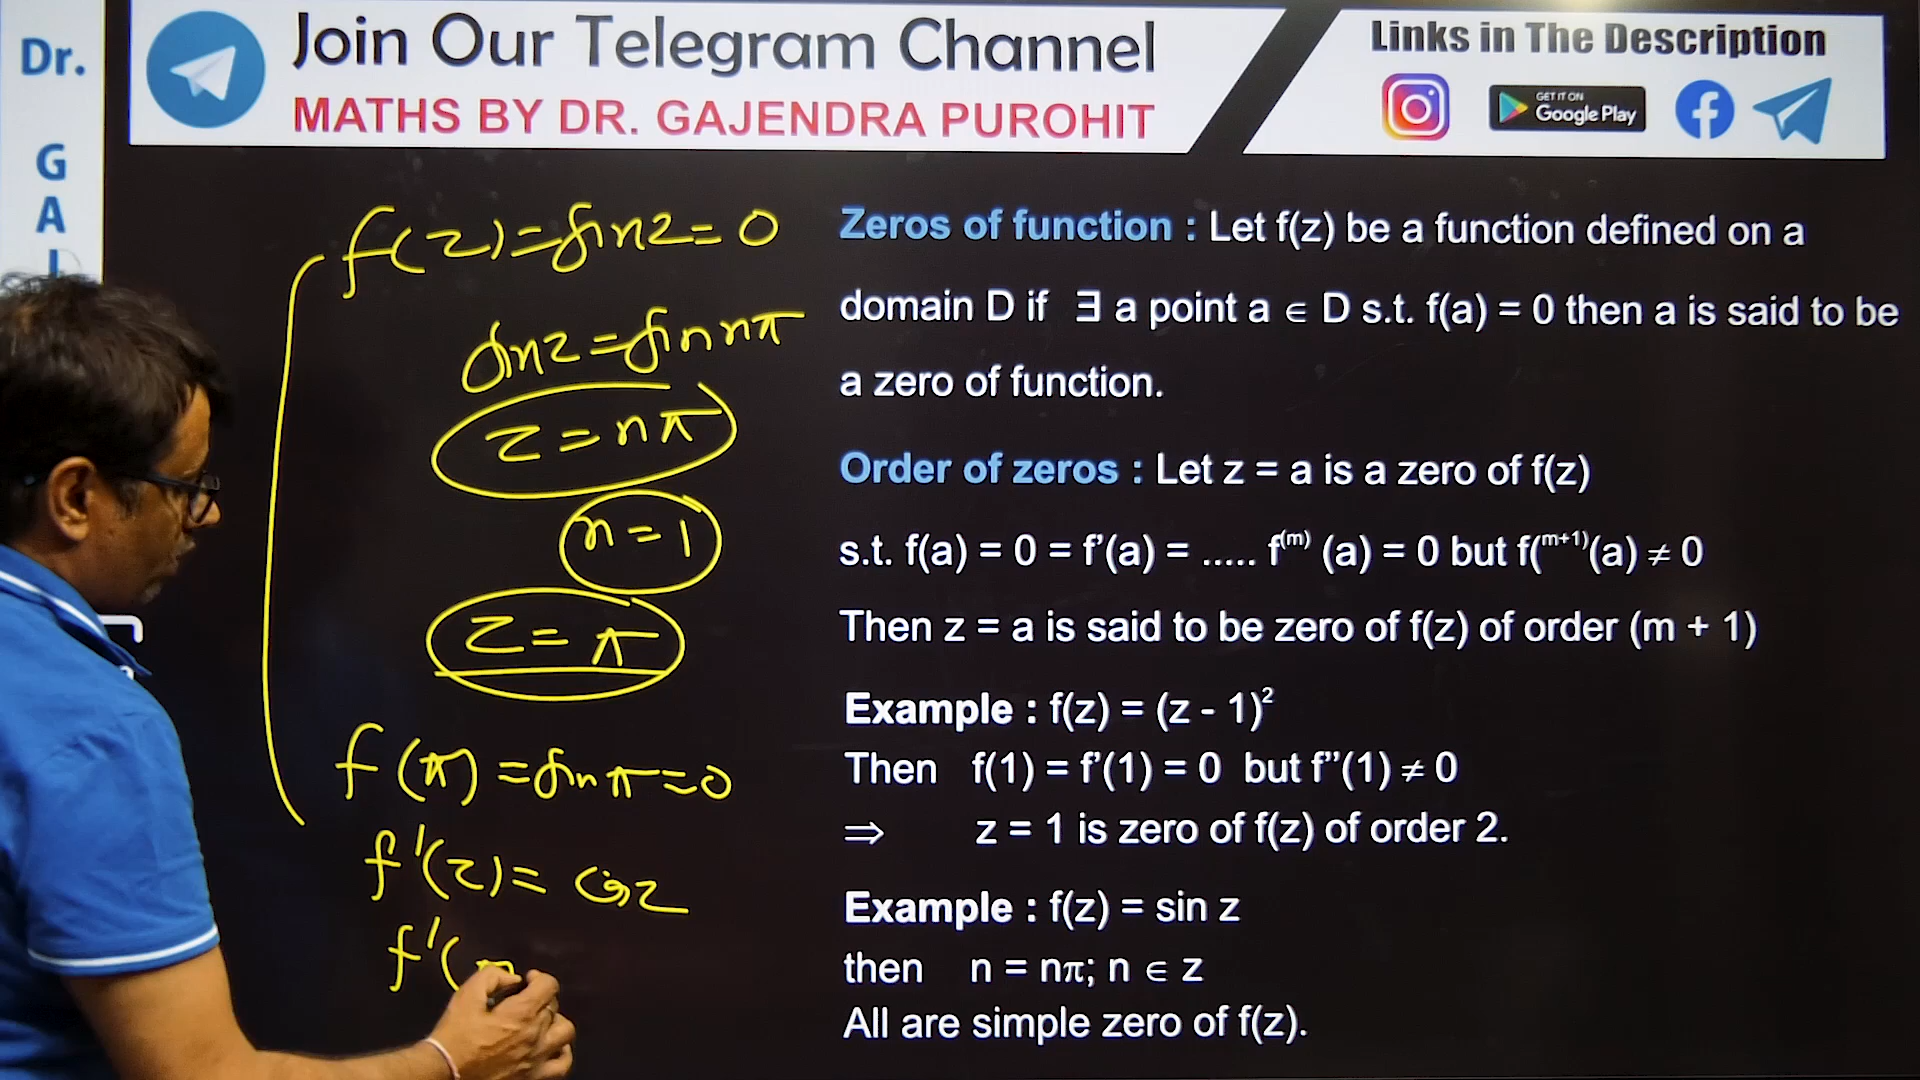 Dr.
G
A
Join Our Telegram Channel
MATHS BY DR. GAJENDRA PUROHIT
Links in The Description
GET IT ON
Google Play
f(z) = sin z = 0
sin z = sin nπ
z = nπ
n = 1
z = π
f(π) = sin π = 0
f'(z) = cos z
f'(
Zeros of function : Let f(z) be a function defined on a
domain D if ∃ a point a ∈ D s.t. f(a) = 0 then a is said to be
a zero of function.
Order of zeros : Let z = a is a zero of f(z)
s.t. f(a) = 0 = f'(a) = ..... f⁽ᵐ⁾ (a) = 0 but f(ᵐ⁺¹⁾(a) ≠ 0
Then z = a is said to be zero of f(z) of order (m + 1)
Example : f(z) = (z - 1)²
Then f(1) = f'(1) = 0 but f''(1) ≠ 0
⇒ z = 1 is zero of f(z) of order 2.
Example : f(z) = sin z
then n = nπ; n ∈ z
All are simple zero of f(z).